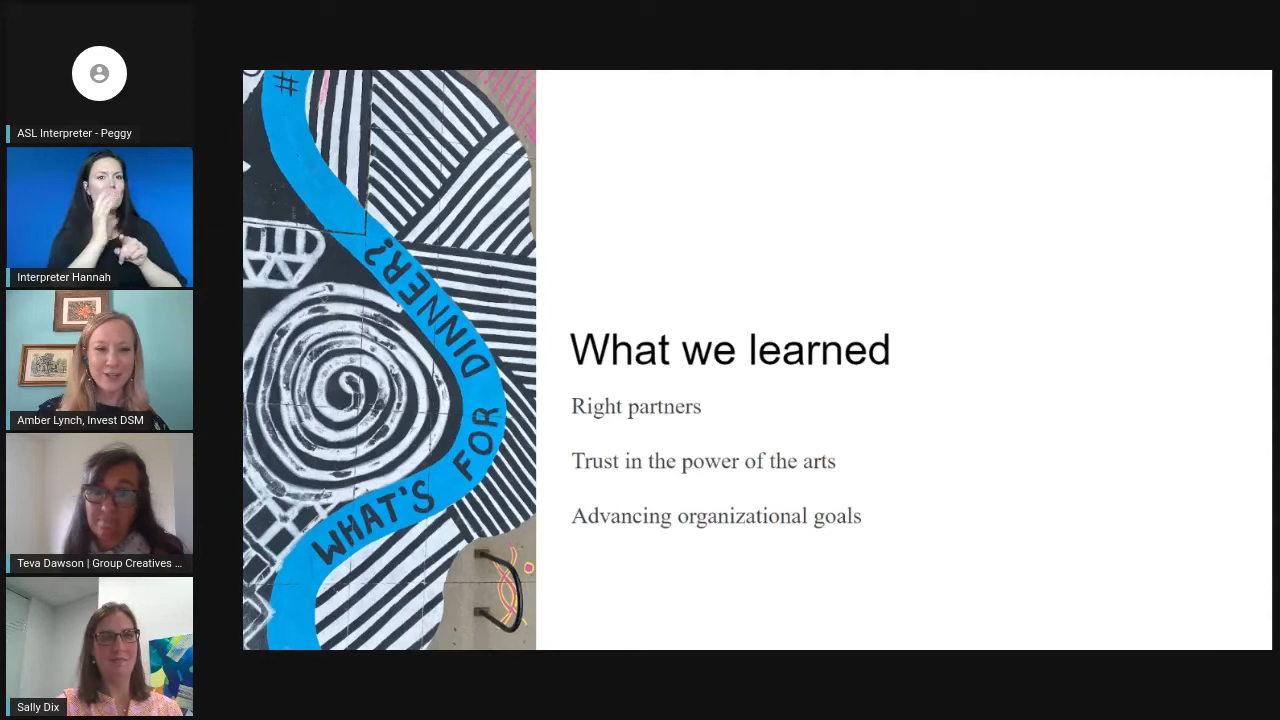 ASL Interpreter - Peggy
Interpreter Hannah
Amber Lynch, Invest DSM
Teva Dawson | Group Creatives ...
Sally Dix
#
WHAT'S FOR DINNER?
What we learned
Right partners
Trust in the power of the arts
Advancing organizational goals